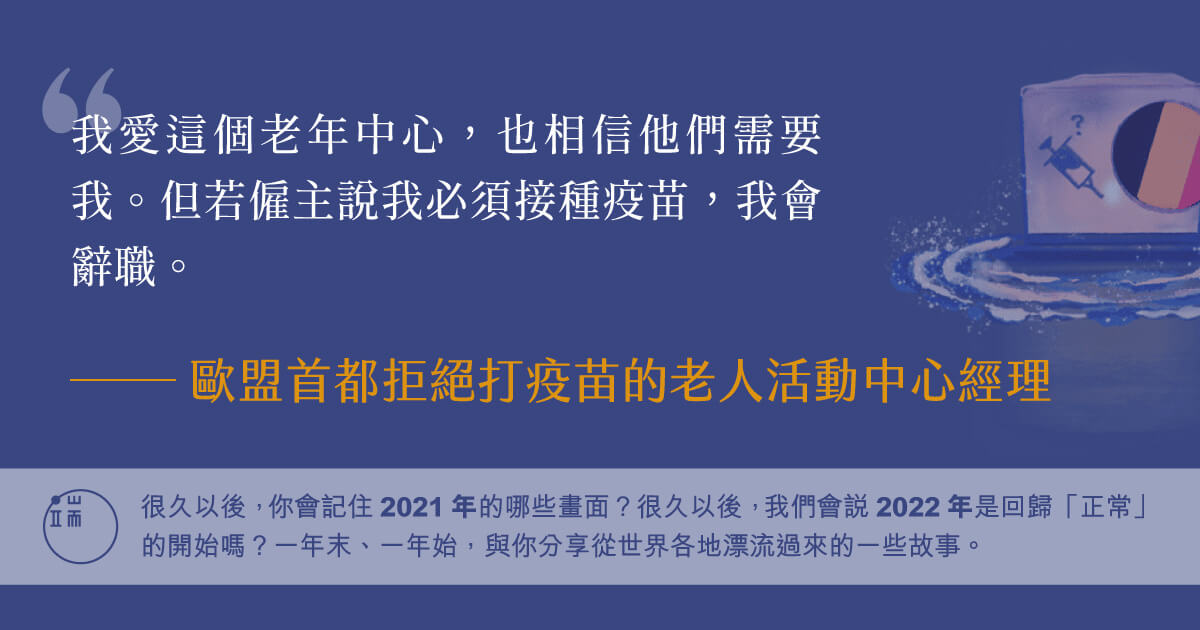 “
我愛這個老年中心，也相信他們需要
我。但若僱主說我必須接種疫苗，我會
辭職。
—— 歐盟首都拒絕打疫苗的老人活動中心經理
?
端
很久以後，你會記住 2021 年的哪些畫面？很久以後，我們會説 2022 年是回歸「正常」
的開始嗎？一年末、一年始，與你分享從世界各地漂流過來的一些故事。